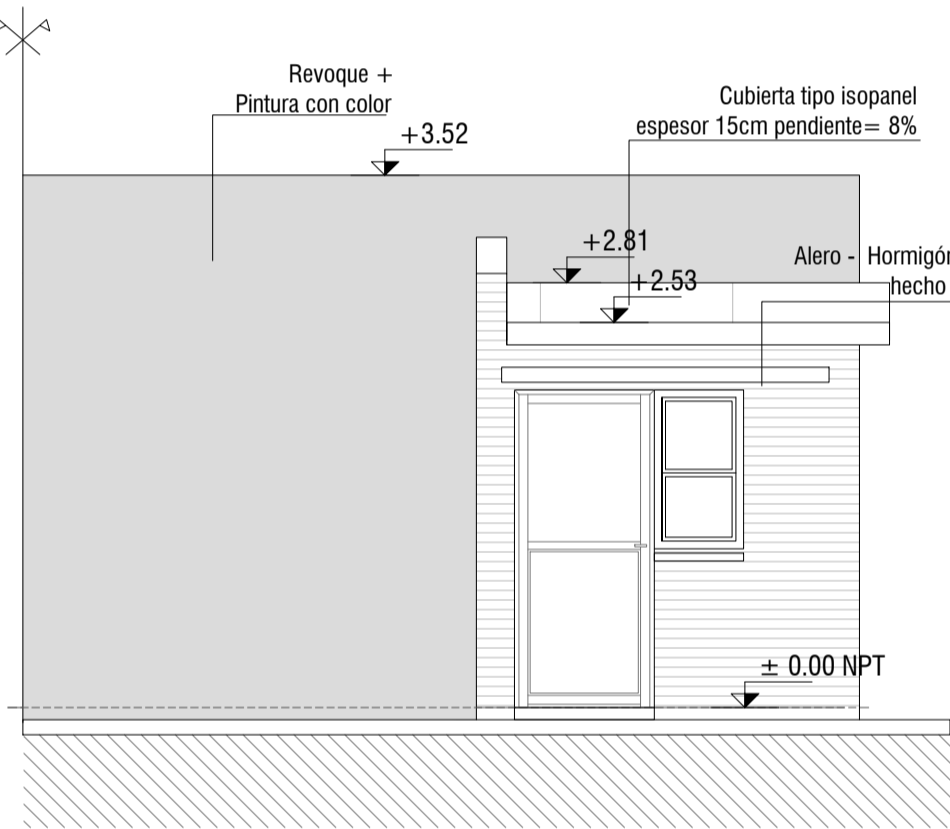 Revoque +
Pintura con color
+3.52
Cubierta tipo isopanel
espesor 15cm pendiente= 8%
+2.81
+2.53
Alero - Hormigón
hecho
± 0.00 NPT